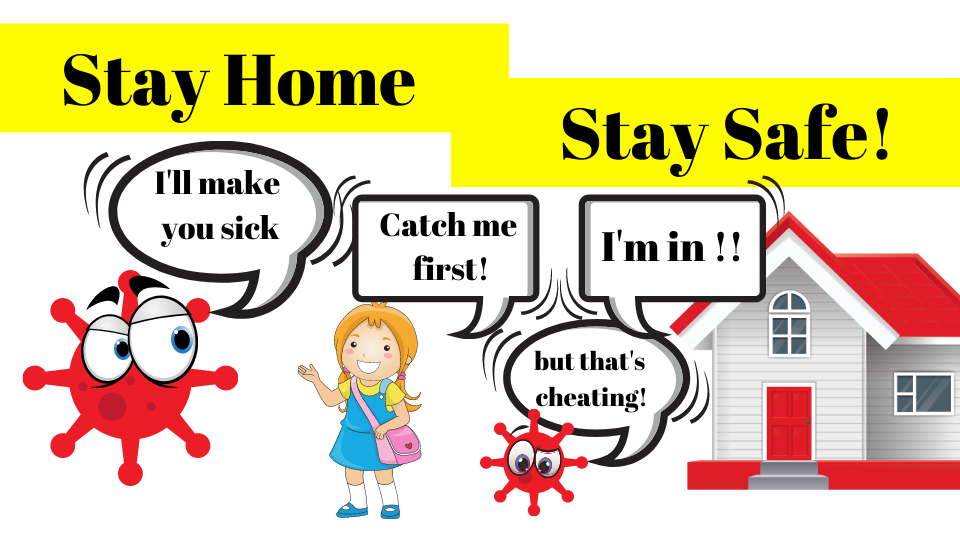 Stay Home
Stay Safe!
I'll make
you sick
Catch me
first!
I'm in !!
but that's
cheating!